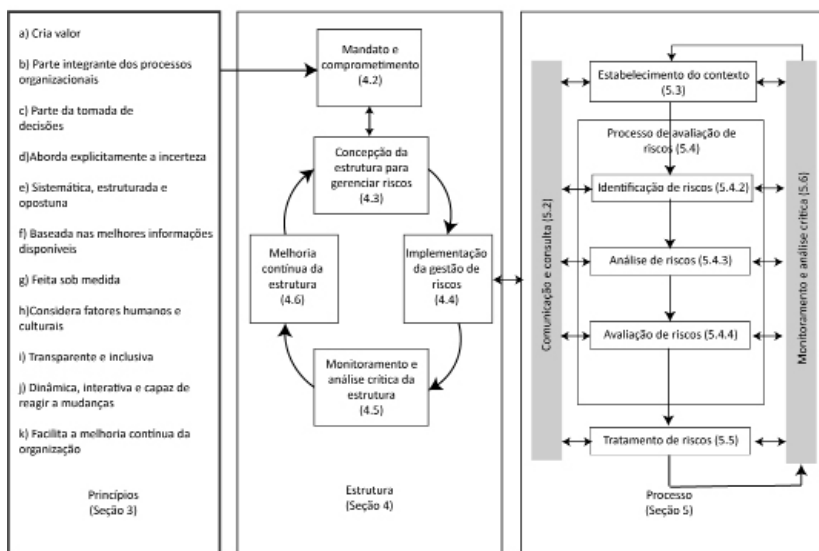 a) Cria valor
b) Parte integrante dos processos
organizacionais
c) Parte da tomada de
decisões
d)Aborda explicitamente a incerteza
e) Sistemática, estruturada e
opostuna
f) Baseada nas melhores informações
disponíveis
g) Feita sob medida
h)Considera fatores humanos e
culturais
i) Transparente e inclusiva
j) Dinâmica, interativa e capaz de
reagir a mudanças
k) Facilita a melhoria contínua da
organização
Princípios
(Seção 3)
Mandato e
comprometimento
(4.2)
Concepção da
estrutura para
gerenciar riscos
(4.3)
Melhoria
contínua da
estrutura
(4.6)
Implementação
da gestão de
riscos
(4.4)
Monitoramento e
análise crítica da
estrutura
(4.5)
Estrutura
(Seção 4)
Comunicação e consulta (5.2)
Estabelecimento do contexto
(5.3)
Processo de avaliação de
riscos (5.4)
Identificação de riscos (5.4.2)
Análise de riscos (5.4.3)
Avaliação de riscos (5.4.4)
Tratamento de riscos (5.5)
Monitoramento e análise crítica (5.6)
Processo
(Seção 5)